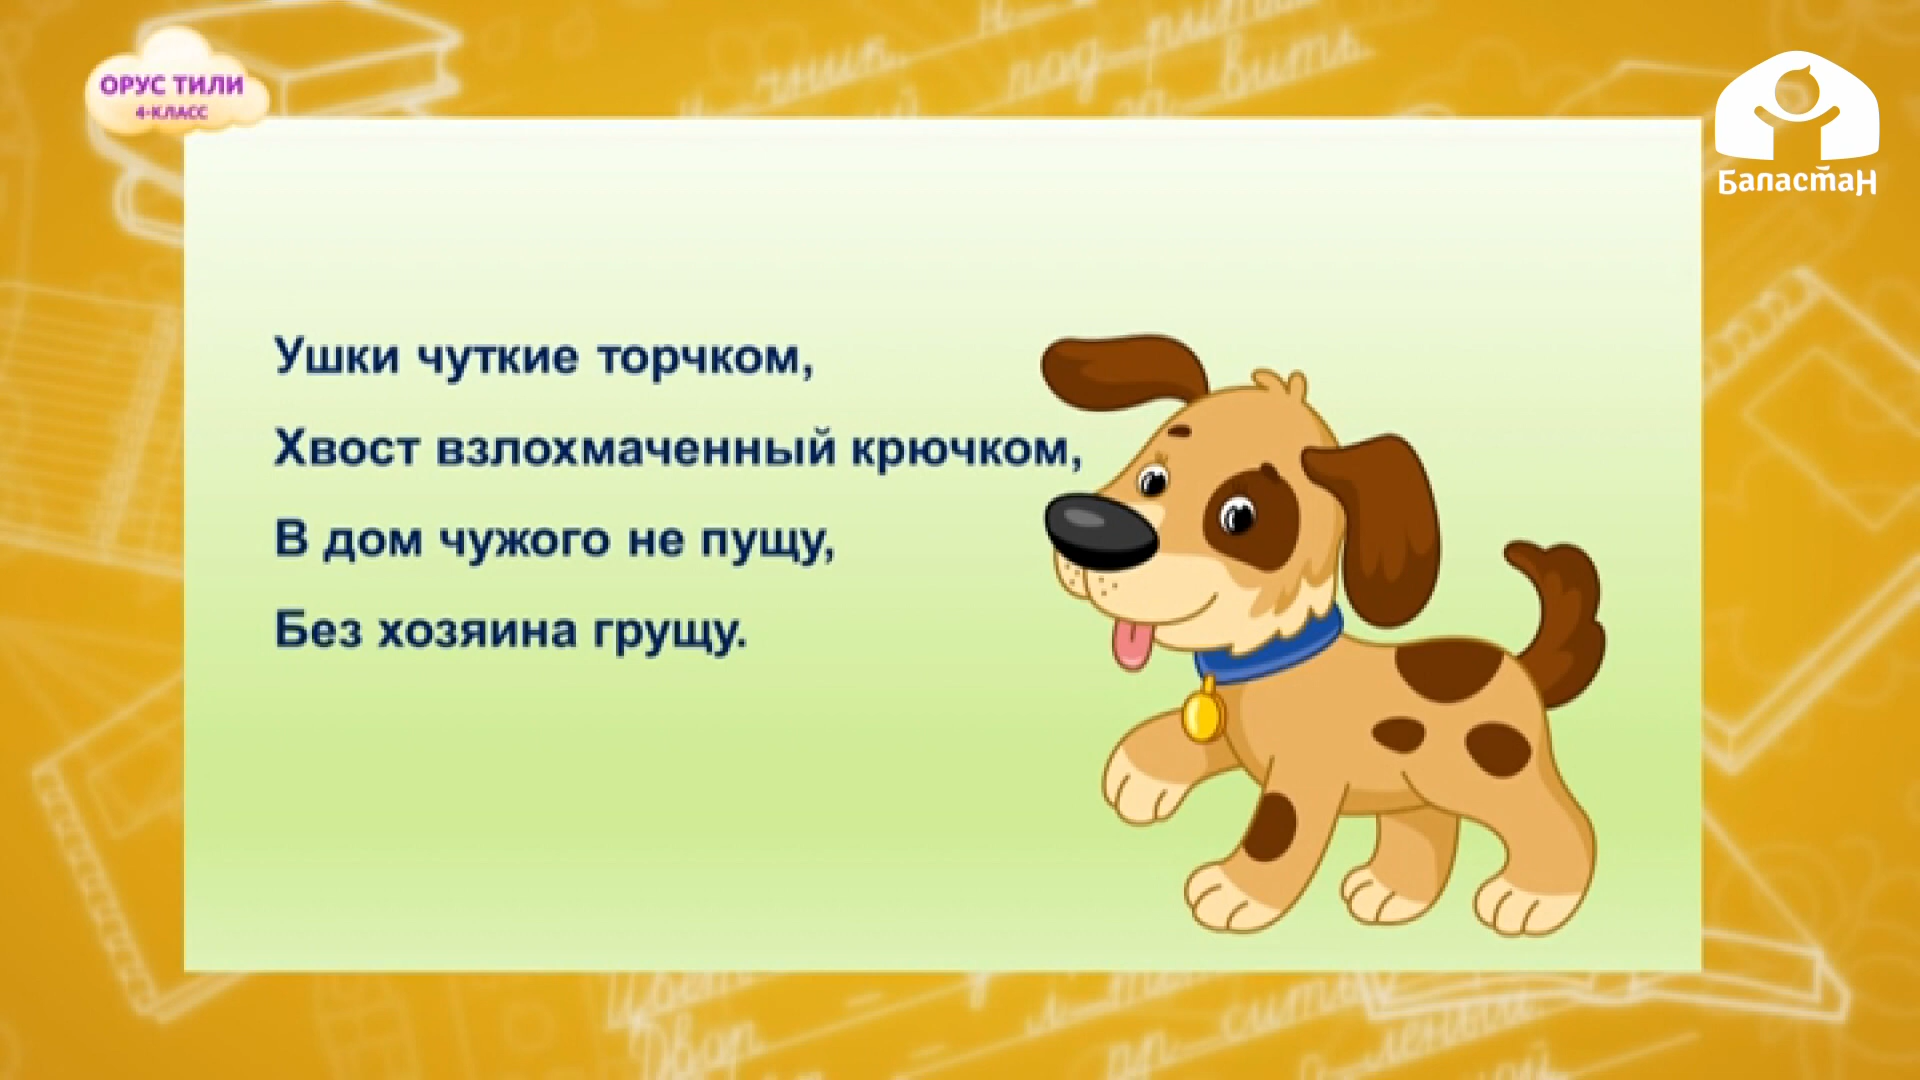 ОРУС ТИЛИ
4-КЛАСС
Баластан
Ушки чуткие торчком,
Хвост взлохмаченный крючком,
В дом чужого не пущу,
Без хозяина грущу.